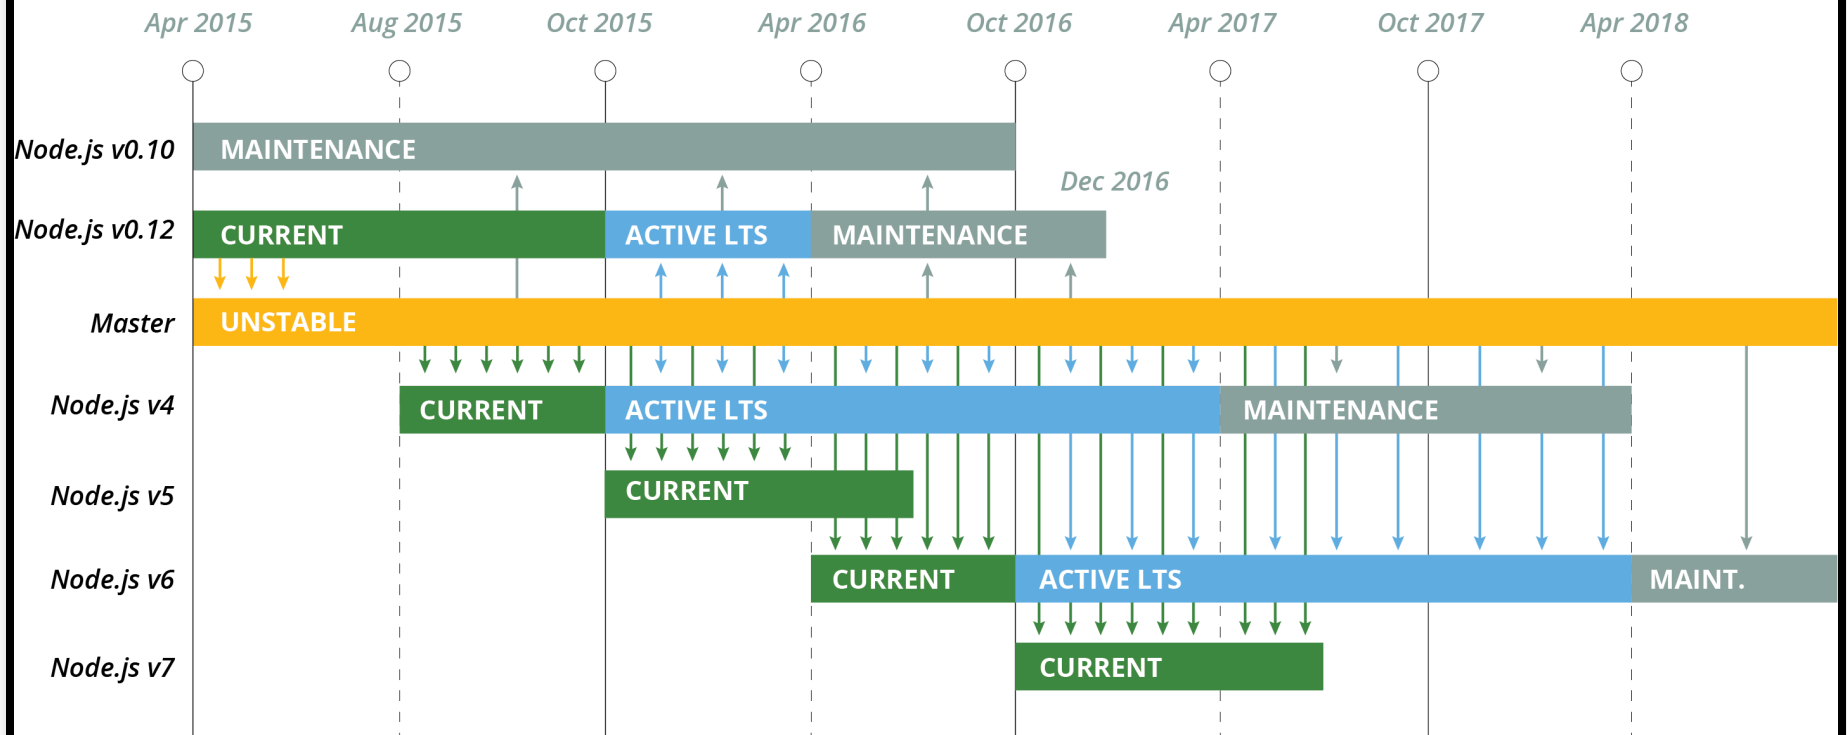 Apr 2015
Aug 2015
Oct 2015
Apr 2016
Oct 2016
Apr 2017
Oct 2017
Apr 2018
Node.js v0.10
MAINTENANCE
Dec 2016
Node.js v0.12
CURRENT
ACTIVE LTS
MAINTENANCE
Master
UNSTABLE
Node.js v4
CURRENT
ACTIVE LTS
MAINTENANCE
Node.js v5
CURRENT
Node.js v6
CURRENT
ACTIVE LTS
MAINT.
Node.js v7
CURRENT